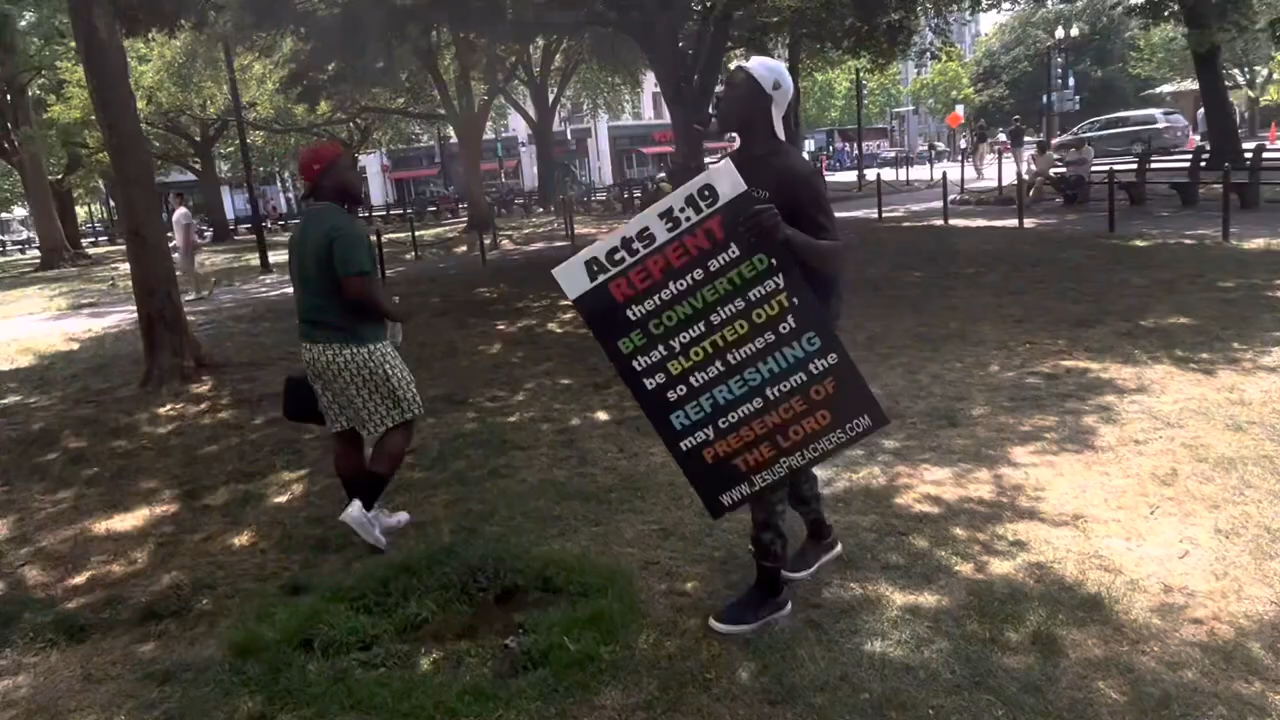 Acts 3:19
REPENT
therefore and
BE CONVERTED,
that your sins may
be BLOTTED OUT,
so that times of
REFRESHING
may come from the
PRESENCE OF
THE LORD
WWW.JESUSPREACHERS.COM
GOD